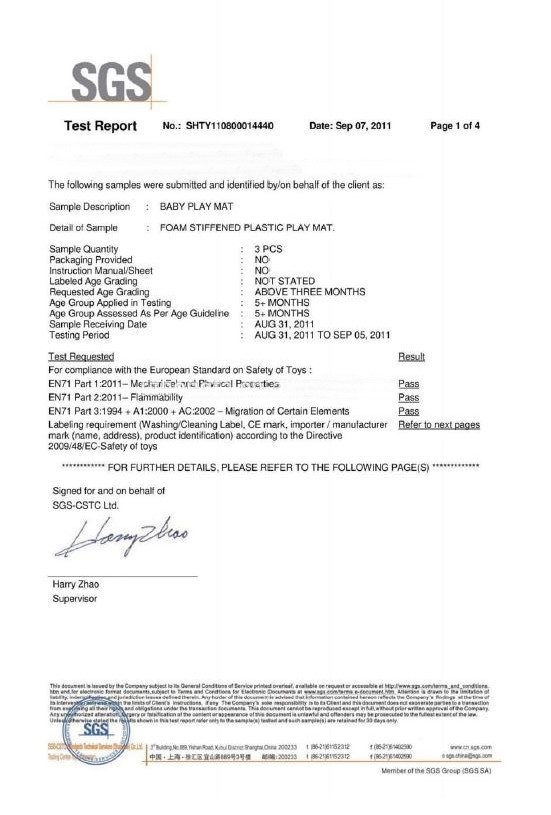 SGS
Test Report No.: SHTY110800014440 Date: Sep 07, 2011 Page 1 of 4
The following samples were submitted and identified by/on behalf of the client as:
Sample Description : BABY PLAY MAT
Detail of Sample : FOAM STIFFENED PLASTIC PLAY MAT.
Sample Quantity : 3 PCS
Packaging Provided : NO
Instruction Manual/Sheet : NO
Labeled Age Grading : NOT STATED
Requested Age Grading : ABOVE THREE MONTHS
Age Group Applied in Testing : 5+ MONTHS
Age Group Assessed As Per Age Guideline : 5+ MONTHS
Sample Receiving Date : AUG 31, 2011
Testing Period : AUG 31, 2011 TO SEP 05, 2011
Test Requested Result
For compliance with the European Standard on Safety of Toys :
EN71 Part 1:2011– Mechanical and Physical Properties Pass
EN71 Part 2:2011– Flammability Pass
EN71 Part 3:1994 + A1:2000 + AC:2002 – Migration of Certain Elements Pass
Labeling requirement (Washing/Cleaning Label, CE mark, importer / manufacturer Refer to next pages
mark (name, address), product identification) according to the Directive
2009/48/EC-Safety of toys
************ FOR FURTHER DETAILS, PLEASE REFER TO THE FOLLOWING PAGE(S) *************
Signed for and on behalf of
SGS-CSTC Ltd.
Harry Zhao
Harry Zhao
Supervisor
This document is issued by the Company subject to its General Conditions of Service printed overleaf, available on request or accessible at http://www.sgs.com/terms_and_conditions.
htm and, for electronic format documents, subject to Terms and Conditions for Electronic Documents at www.sgs.com/terms_e-document.htm. Attention is drawn to the limitation of
liability, indemnification and jurisdiction issues defined therein. Any holder of this document is advised that information contained hereon reflects the Company's findings at the time of
its intervention only and within the limits of Client's instructions, if any. The Company's sole responsibility is to its Client and this document does not exonerate parties to a transaction
from exercising all their rights and obligations under the transaction documents. This document cannot be reproduced except in full, without prior written approval of the Company.
Any unauthorized alteration, forgery or falsification of the content or appearance of this document is unlawful and offenders may be prosecuted to the fullest extent of the law.
Unless otherwise stated the results shown in this test report refer only to the sample(s) tested and such sample(s) are retained for 30 days only.
SGS
3rd Building, No.889, Yishan Road, Xuhui District Shanghai, China 200233 t (86-21)61152312 f (86-21)61402590 www.cn.sgs.com
中国・上海・徐汇区宜山路889号3号楼 邮编: 200233 t (86-21)61152312 f (86-21)61402590 e sgs.china@sgs.com
Member of the SGS Group (SGS SA)